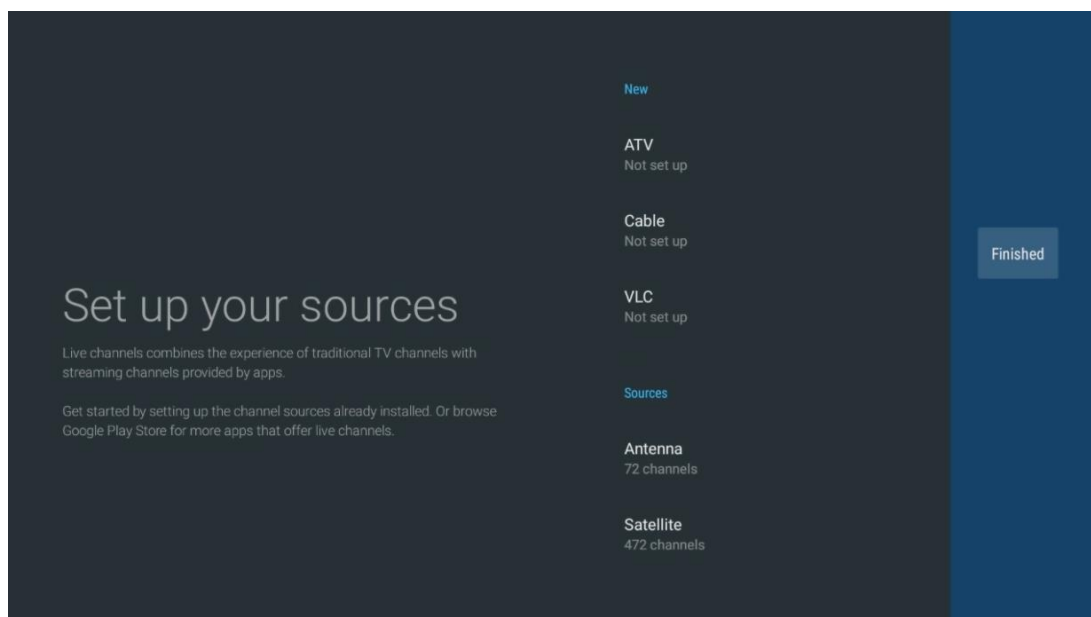 Set up your sources
Live channels combines the experience of traditional TV channels with
streaming channels provided by apps.
Get started by setting up the channel sources already installed. Or browse
Google Play Store for more apps that offer live channels.
New
ATV
Not set up
Cable
Not set up
VLC
Not set up
Sources
Antenna
72 channels
Satellite
472 channels
Finished